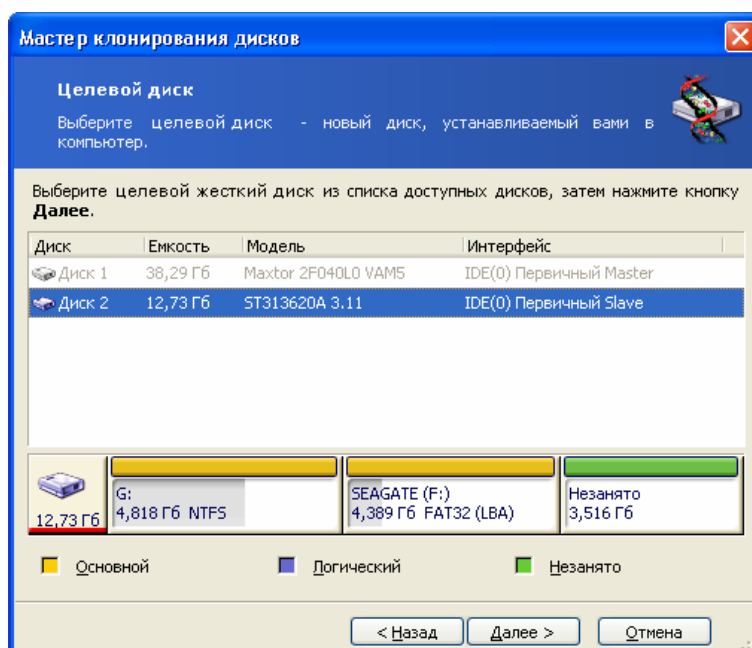 Мастер клонирования дисков
Целевой диск
Выберите целевой диск - новый диск, устанавливаемый вами в
компьютер.
Выберите целевой жесткий диск из списка доступных дисков, затем нажмите кнопку
Далее.
Диск Емкость Модель Интерфейс
Диск 1 38,29 Гб Maxtor 2F040L0 VAM5 IDE(0) Первичный Master
Диск 2 12,73 Гб ST313620A 3.11 IDE(0) Первичный Slave
G: SEAGATE (F:) Незанято
12,73 Гб 4,818 Гб NTFS 4,389 Гб FAT32 (LBA) 3,516 Гб
Основной Логический Незанято
< Назад Далее > Отмена